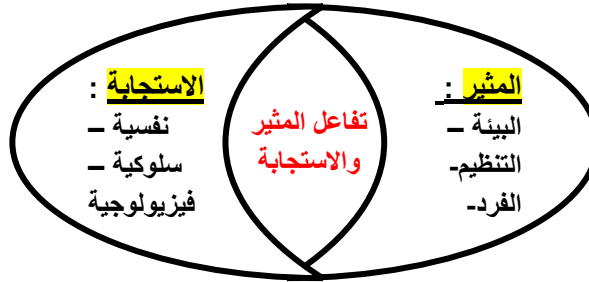 المثير :
البيئة –
التنظيم-
الفرد-
تفاعل المثير
والاستجابة
الاستجابة :
نفسية –
سلوكية –
فيزيولوجية